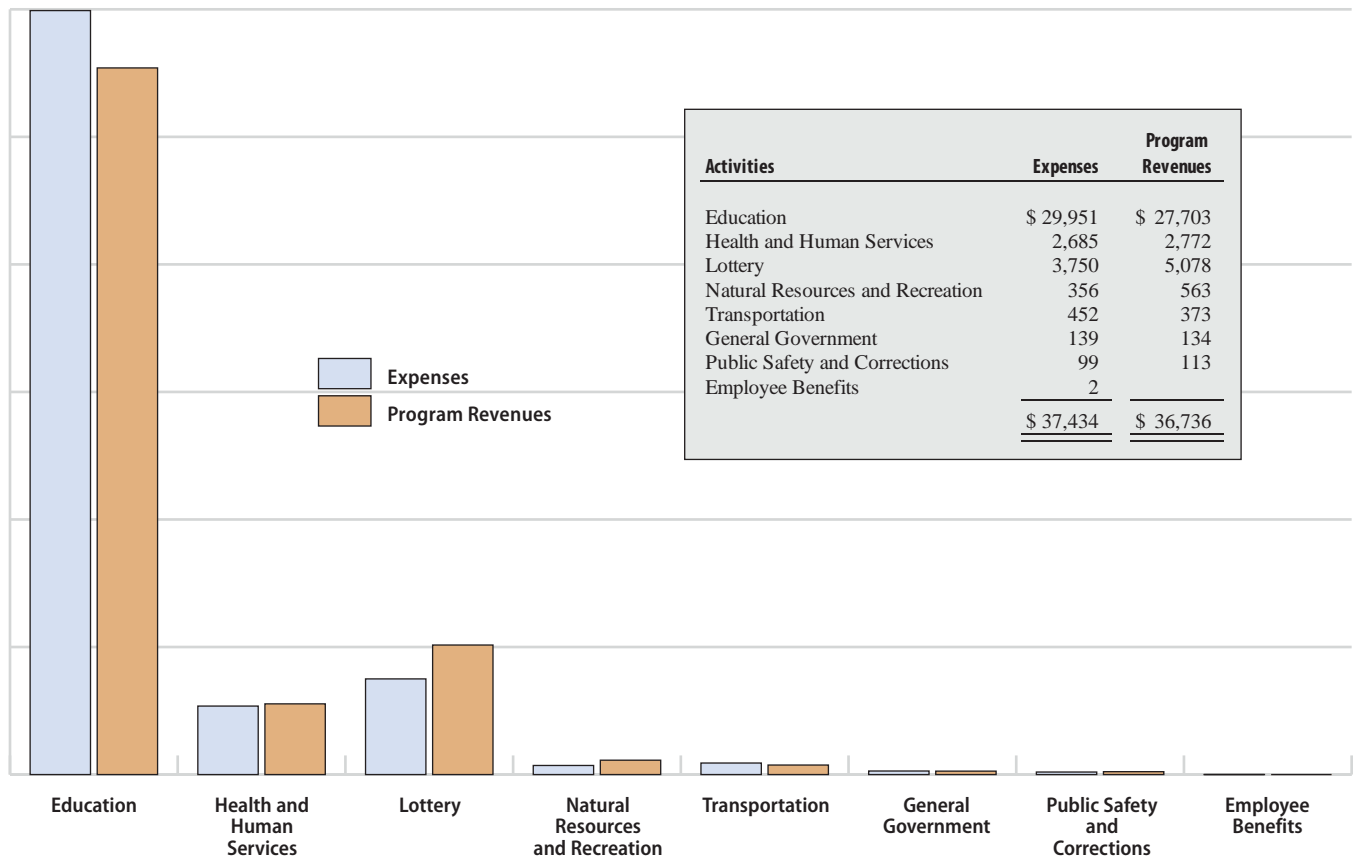 Program
Activities Expenses Revenues
Education $ 29,951 $ 27,703
Health and Human Services 2,685 2,772
Lottery 3,750 5,078
Natural Resources and Recreation 356 563
Transportation 452 373
General Government 139 134
Public Safety and Corrections 99 113
Employee Benefits 2
$ 37,434 $ 36,736
Expenses
Program Revenues
Education
Health and
Human
Services
Lottery
Natural
Resources
and Recreation
Transportation
General
Government
Public Safety
and
Corrections
Employee
Benefits